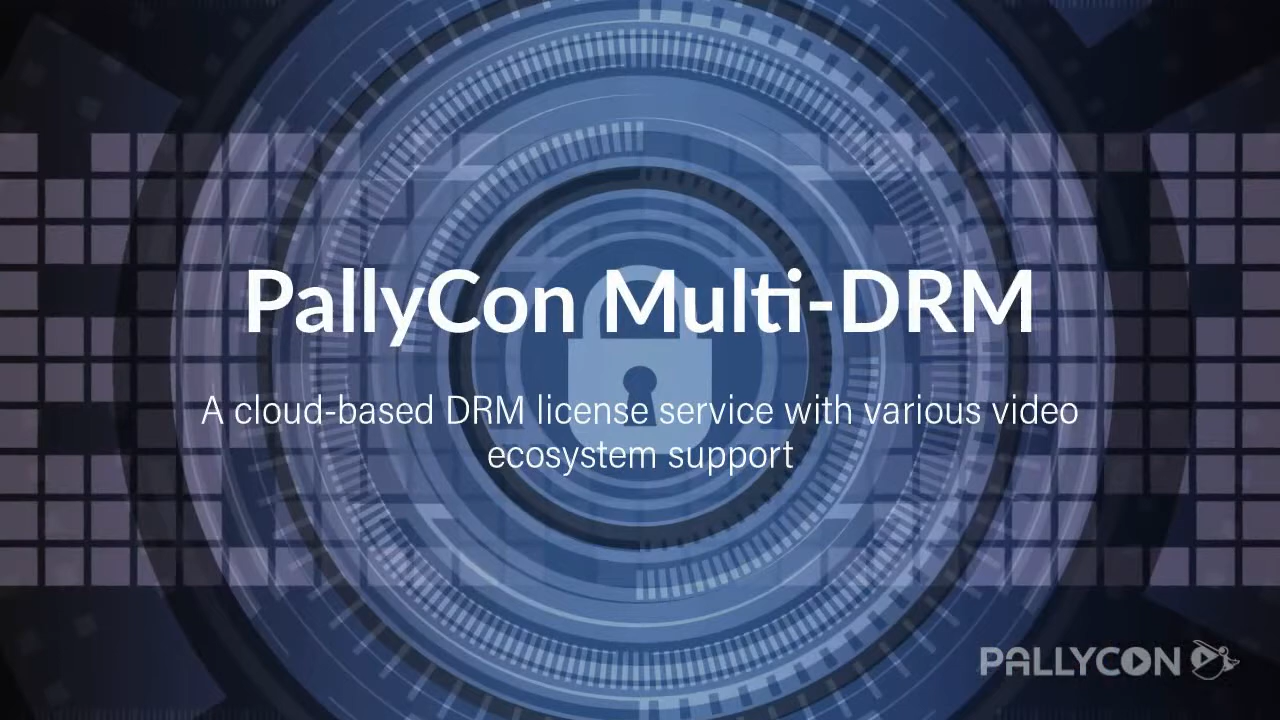 PallyCon Multi-DRM
A cloud-based DRM license service with various video
ecosystem support
PALLYCON